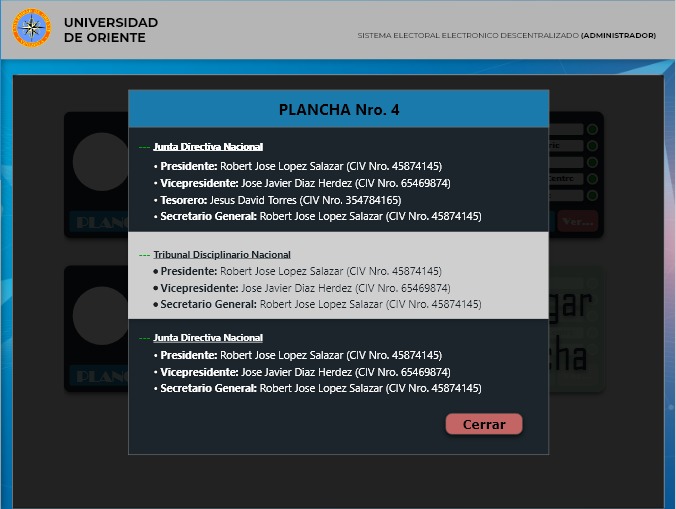 UNIVERSIDAD
DE ORIENTE
SISTEMA ELECTORAL ELECTRONICO DESCENTRALIZADO (ADMINISTRADOR)
PLANCHA Nro. 4
--- Junta Directiva Nacional
• Presidente: Robert Jose Lopez Salazar (CIV Nro. 45874145)
• Vicepresidente: Jose Javier Diaz Herdez (CIV Nro. 65469874)
• Tesorero: Jesus David Torres (CIV Nro. 354784165)
• Secretario General: Robert Jose Lopez Salazar (CIV Nro. 45874145)
--- Tribunal Disciplinario Nacional
• Presidente: Robert Jose Lopez Salazar (CIV Nro. 45874145)
• Vicepresidente: Jose Javier Diaz Herdez (CIV Nro. 65469874)
• Secretario General: Robert Jose Lopez Salazar (CIV Nro. 45874145)
--- Junta Directiva Nacional
• Presidente: Robert Jose Lopez Salazar (CIV Nro. 45874145)
• Vicepresidente: Jose Javier Diaz Herdez (CIV Nro. 65469874)
• Secretario General: Robert Jose Lopez Salazar (CIV Nro. 45874145)
Cerrar
PLANC
Ver...
PLANC
gar
cha